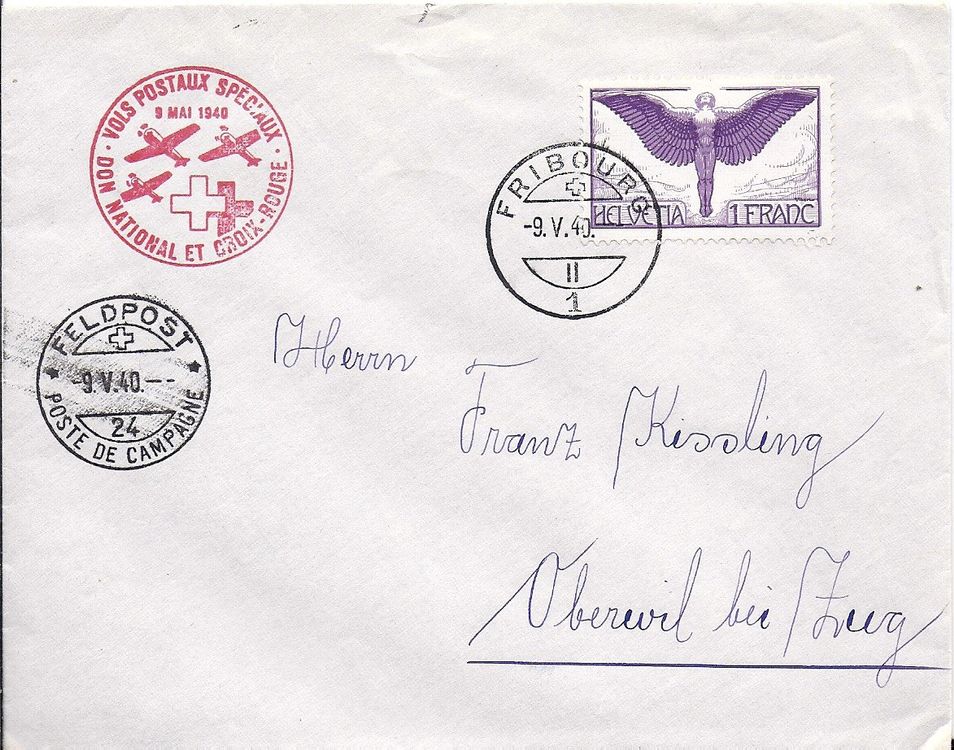 VOLS POSTAUX SPÉCIAUX
9 MAI 1940
DON NATIONAL ET CROIX-ROUGE
HELVETIA 1 FRANC
FRIBOURG
-9.V.40.
II
1
FELDPOST
-9.V.40.---
24
POSTE DE CAMPAGNE
Herrn
Franz Kissling
Oberwil bei Zug